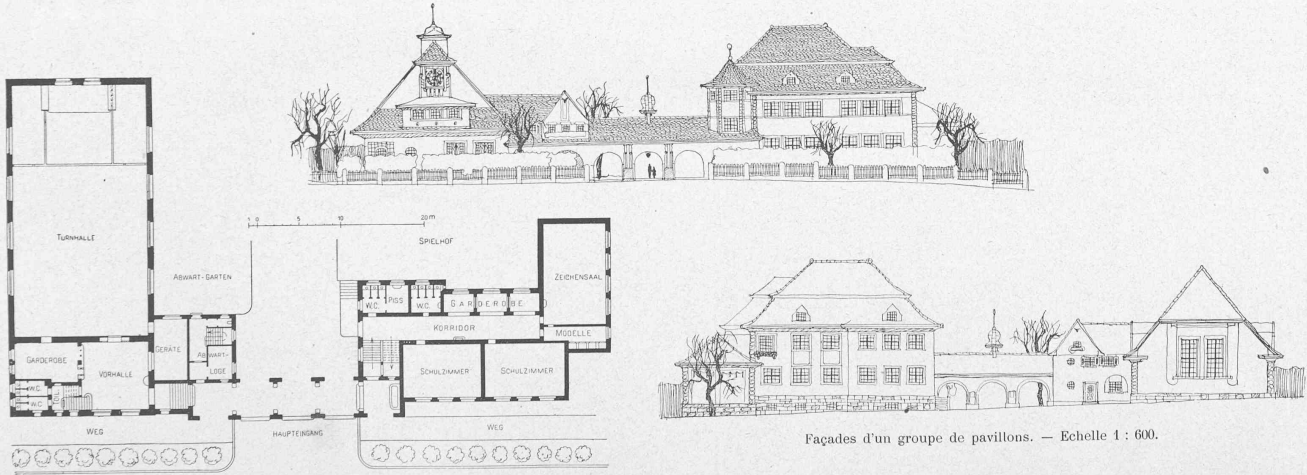 1 0 5 10 20 m
TURNHALLE
ABWART-GARTEN
SPIELHOF
ZEICHENSAAL
W.C. PISS W.C. GARDEROBE
KORRIDOR
MODELLE
GERÄTE
ABWART-
LOGE
GARDEROBE
VORHALLE
SCHULZIMMER SCHULZIMMER
W.C.
W.C.
WEG
HAUPTEINGANG
WEG
Façades d'un groupe de pavillons. — Echelle 1 : 600.